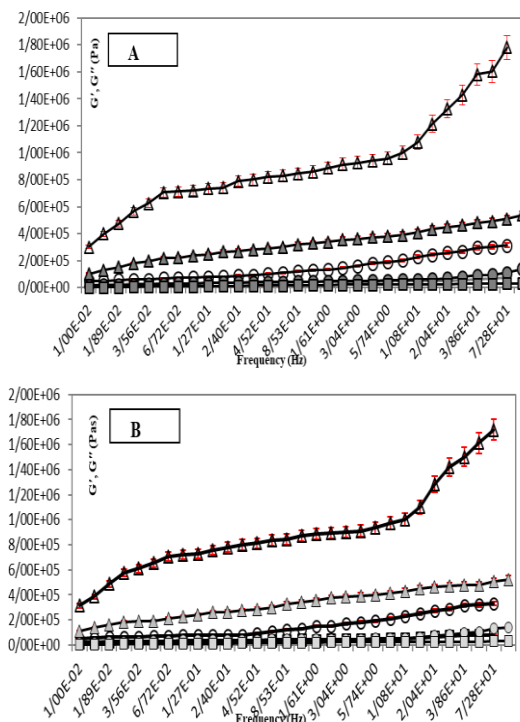 2/00E+06
1/80E+06
1/60E+06
1/40E+06
1/20E+06
1/00E+06
8/00E+05
6/00E+05
4/00E+05
2/00E+05
0/00E+00
G′, G″ (Pa)
A
1/00E-02
1/89E-02
3/56E-02
6/72E-02
1/27E-01
2/40E-01
4/52E-01
8/53E-01
1/61E+00
3/04E+00
5/74E+00
1/08E+01
2/04E+01
3/86E+01
7/28E+01
Frequency (Hz)
2/00E+06
1/80E+06
1/60E+06
1/40E+06
1/20E+06
1/00E+06
8/00E+05
6/00E+05
4/00E+05
2/00E+05
0/00E+00
G′, G″ (Pas)
B
1/00E-02
1/89E-02
3/56E-02
6/72E-02
1/27E-01
2/40E-01
4/52E-01
8/53E-01
1/61E+00
3/04E+00
5/74E+00
1/08E+01
2/04E+01
3/86E+01
7/28E+01
Frequency (Hz)